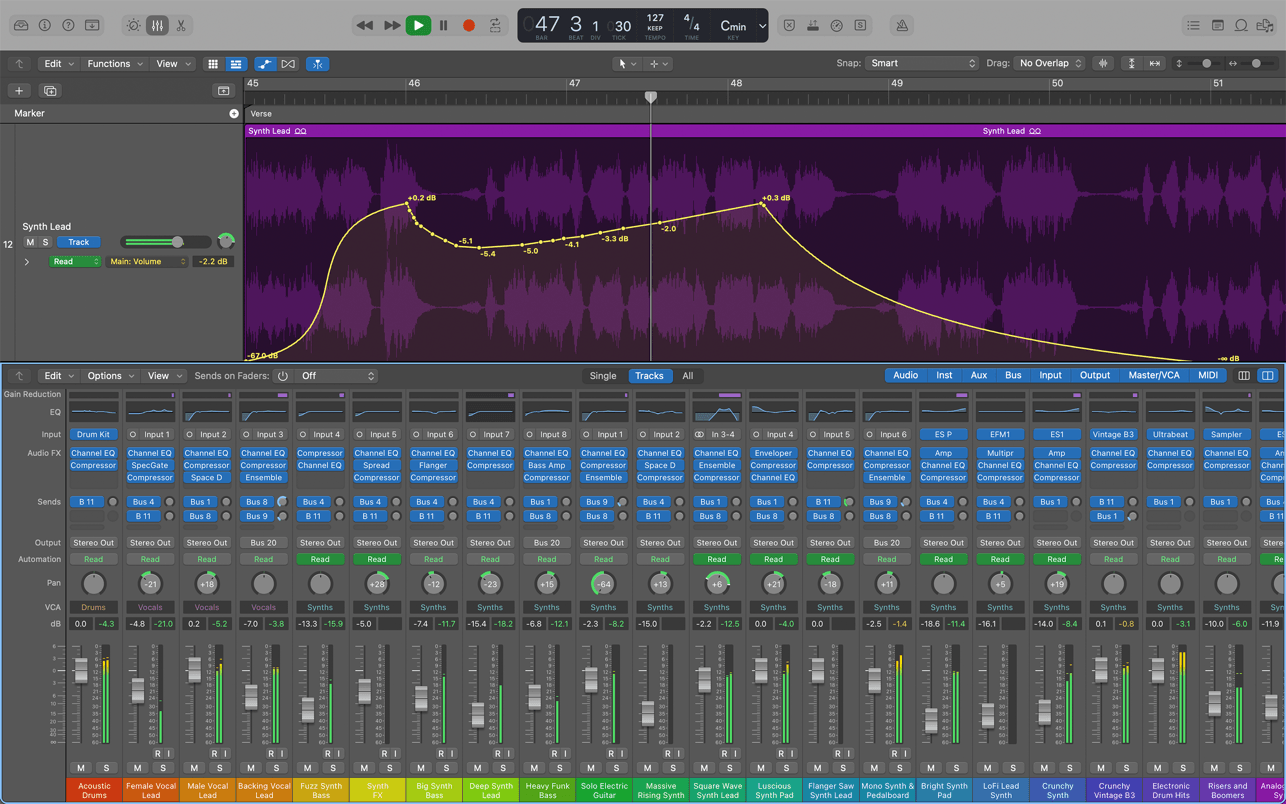 47 3 1 030 127 KEEP 4/4 Cmin
BAR BEAT DIV TICK TEMPO TIME KEY
Edit Functions View Snap: Smart Drag: No Overlap
45 46 47 48 49 50 51
Marker
Verse
Synth Lead Synth Lead
12
Synth Lead
M S Track
Read Main: Volume -2.2 dB
+0.2 dB
-5.1
-5.4
-5.0
-4.1
-3.3 dB
-2.0
+0.3 dB
-67.0 dB
-∞ dB
Edit Options View Sends on Faders: Off Single Tracks All Audio Inst Aux Bus Input Output Master/VCA MIDI
Gain Reduction
EQ
Input Drum Kit Input 1 Input 2 Input 3 Input 4 Input 5 Input 6 Input 7 Input 8 Input 1 Input 2 In 3-4 Input 4 Input 5 Input 6 ES P EFM1 ES1 Vintage B3 Ultrabeat Sampler
Audio FX Channel EQ Channel EQ Channel EQ Channel EQ Compressor Channel EQ Channel EQ Channel EQ Channel EQ Channel EQ Channel EQ Channel EQ Enveloper Channel EQ Channel EQ Amp Multipr Amp Channel EQ Channel EQ Channel EQ
Compressor SpecGate Compressor Compressor Channel EQ Spread Flanger Compressor Bass Amp Compressor Space D Ensemble Compressor Compressor Compressor Channel EQ Channel EQ Channel EQ Compressor Compressor Compressor
Compressor Space D Ensemble Compressor Compressor Compressor Ensemble Compressor Compressor Channel EQ Ensemble Compressor Compressor Compressor
Sends B 11 Bus 4 Bus 1 Bus 8 Bus 4 Bus 4 Bus 4 Bus 4 Bus 1 Bus 9 Bus 4 Bus 1 Bus 1 B 11 Bus 9 Bus 4 Bus 4 Bus 1 B 11 Bus 1 Bus 1
B 11 Bus 8 Bus 9 B 11 B 11 B 11 B 11 Bus 8 Bus 8 B 11 Bus 8 Bus 8 Bus 8 Bus 8 B 11 B 11 Bus 1
Output Stereo Out Stereo Out Stereo Out Bus 20 Stereo Out Stereo Out Stereo Out Stereo Out Bus 20 Stereo Out Stereo Out Stereo Out Stereo Out Stereo Out Bus 20 Stereo Out Stereo Out Stereo Out Stereo Out Stereo Out Stereo Out
Automation Read Read Read Read Read Read Read Read Read Read Read Read Read Read Read Read Read Read Read Read Read
Pan -21 +18 +28 -12 -23 +15 -64 +13 +6 +21 -18 +11 +5 +19
VCA Drums Vocals Vocals Vocals Synths Synths Synths Synths Synths Synths Synths Synths Synths Synths Synths Synths Synths Synths Synths Synths Synths
dB 0.0 -4.3 -4.8 -21.0 0.2 -5.2 -7.0 -3.8 -13.3 -15.9 -5.0 -7.4 -11.7 -15.4 -18.2 -6.8 -12.1 -2.3 -8.2 -15.0 -2.2 -12.5 0.0 -4.0 0.0 -2.5 -1.4 -18.6 -11.4 -16.1 -14.0 -8.4 0.1 -0.8 0.0 -3.1 -10.0 -6.0 -11.9
R I R I R I R I R I R I R I R I R I R I R I R I R I R I
M S M S M S M S M S M S M S M S M S M S M S M S M S M S M S M S M S M S M S M S M S M
Acoustic Female Vocal Male Vocal Backing Vocal Fuzz Synth Synth Big Synth Deep Synth Heavy Funk Solo Electric Massive Square Wave Luscious Flanger Saw Mono Synth & Bright Synth LoFi Lead Crunchy Crunchy Electronic Risers and
Drums Lead Lead Lead Bass FX Bass Lead Bass Guitar Rising Synth Synth Lead Synth Pad Synth Lead Pedalboard Pad Synth Synth Vintage B3 Drum Hits Boomers